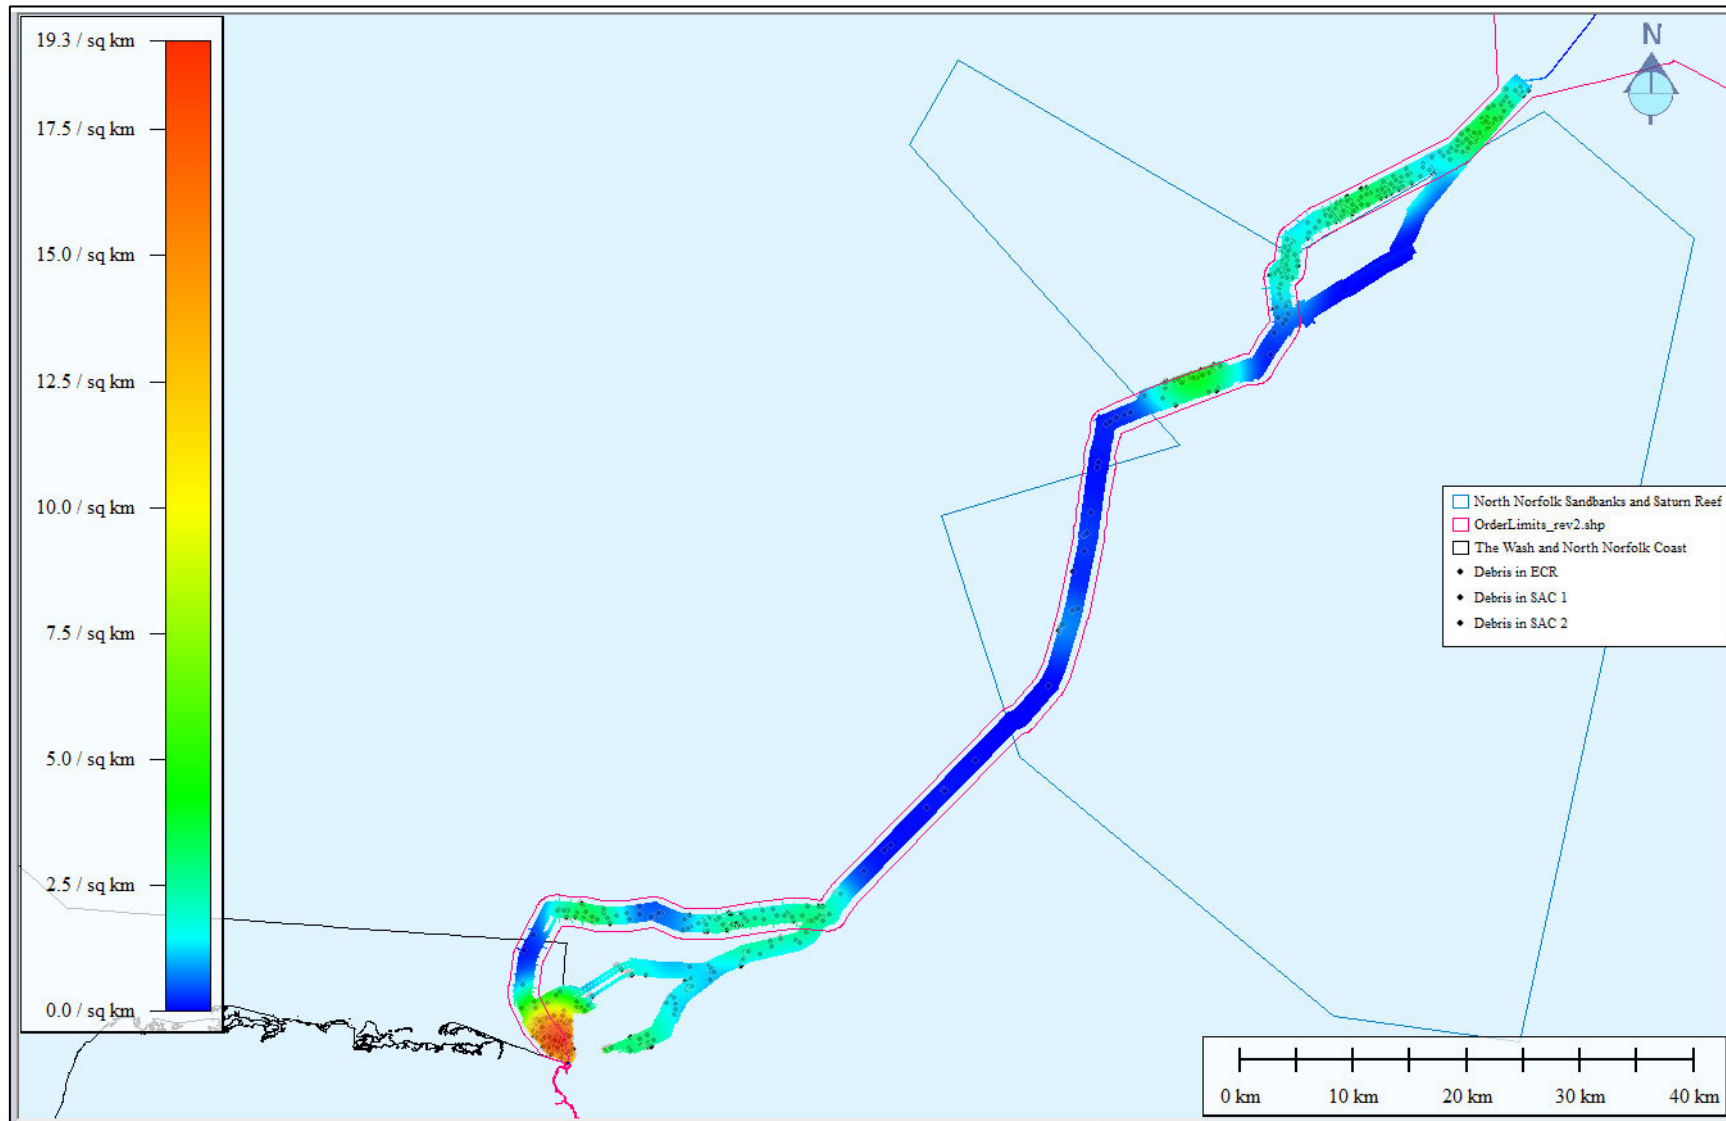 19.3 / sq km
17.5 / sq km
15.0 / sq km
12.5 / sq km
10.0 / sq km
7.5 / sq km
5.0 / sq km
2.5 / sq km
0.0 / sq km
N
North Norfolk Sandbanks and Saturn Reef
OrderLimits_rev2.shp
The Wash and North Norfolk Coast
Debris in ECR
Debris in SAC 1
Debris in SAC 2
0 km 10 km 20 km 30 km 40 km